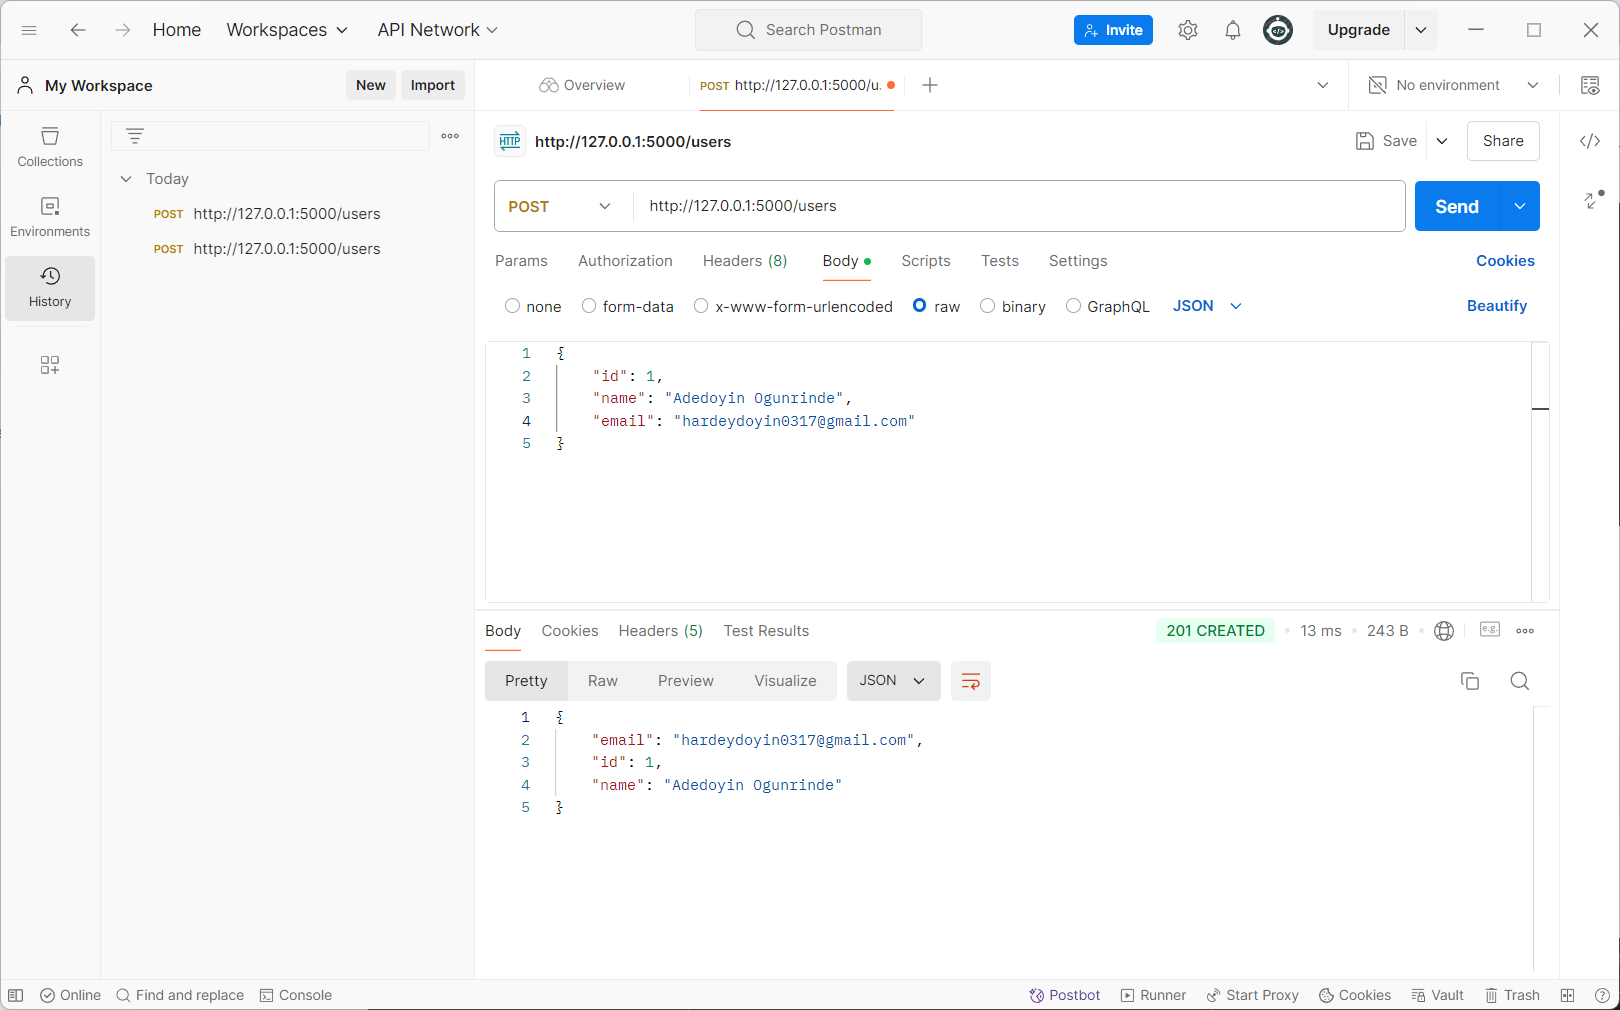 Home Workspaces API Network Search Postman Invite Upgrade
My Workspace New Import Overview POST http://127.0.0.1:5000/u. No environment
Collections
Environments
History
Today
POST http://127.0.0.1:5000/users
POST http://127.0.0.1:5000/users
HTTP http://127.0.0.1:5000/users Save Share
POST http://127.0.0.1:5000/users Send
Params Authorization Headers (8) Body Scripts Tests Settings Cookies
none form-data x-www-form-urlencoded raw binary GraphQL JSON Beautify
1 {
2 "id": 1,
3 "name": "Adedoyin Ogunrinde",
4 "email": "hardeydoyin0317@gmail.com"
5 }
Body Cookies Headers (5) Test Results 201 CREATED 13 ms 243 B e.g.
Pretty Raw Preview Visualize JSON
1 {
2 "email": "hardeydoyin0317@gmail.com",
3 "id": 1,
4 "name": "Adedoyin Ogunrinde"
5 }
Online Find and replace Console Postbot Runner Start Proxy Cookies Vault Trash